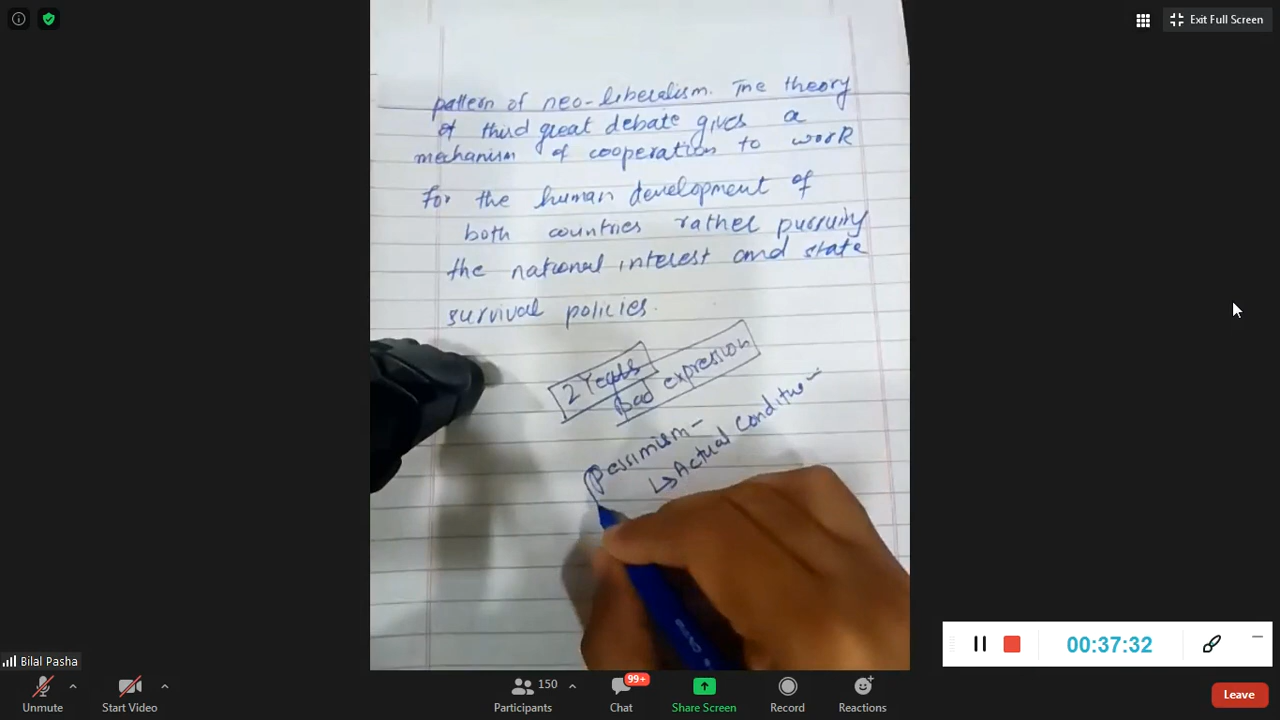 Exit Full Screen
pattern of neo-liberalism. The theory
of third great debate gives a
mechanism of cooperation to work
for the human development of
both countries rather pursuing
the national interest and state
survival policies.
2 Years
Bad expression
Pessimism-
↳ Actual
00:37:32
Bilal Pasha
Unmute
Start Video
150
Participants
99+
Chat
Share Screen
Record
Reactions
Leave